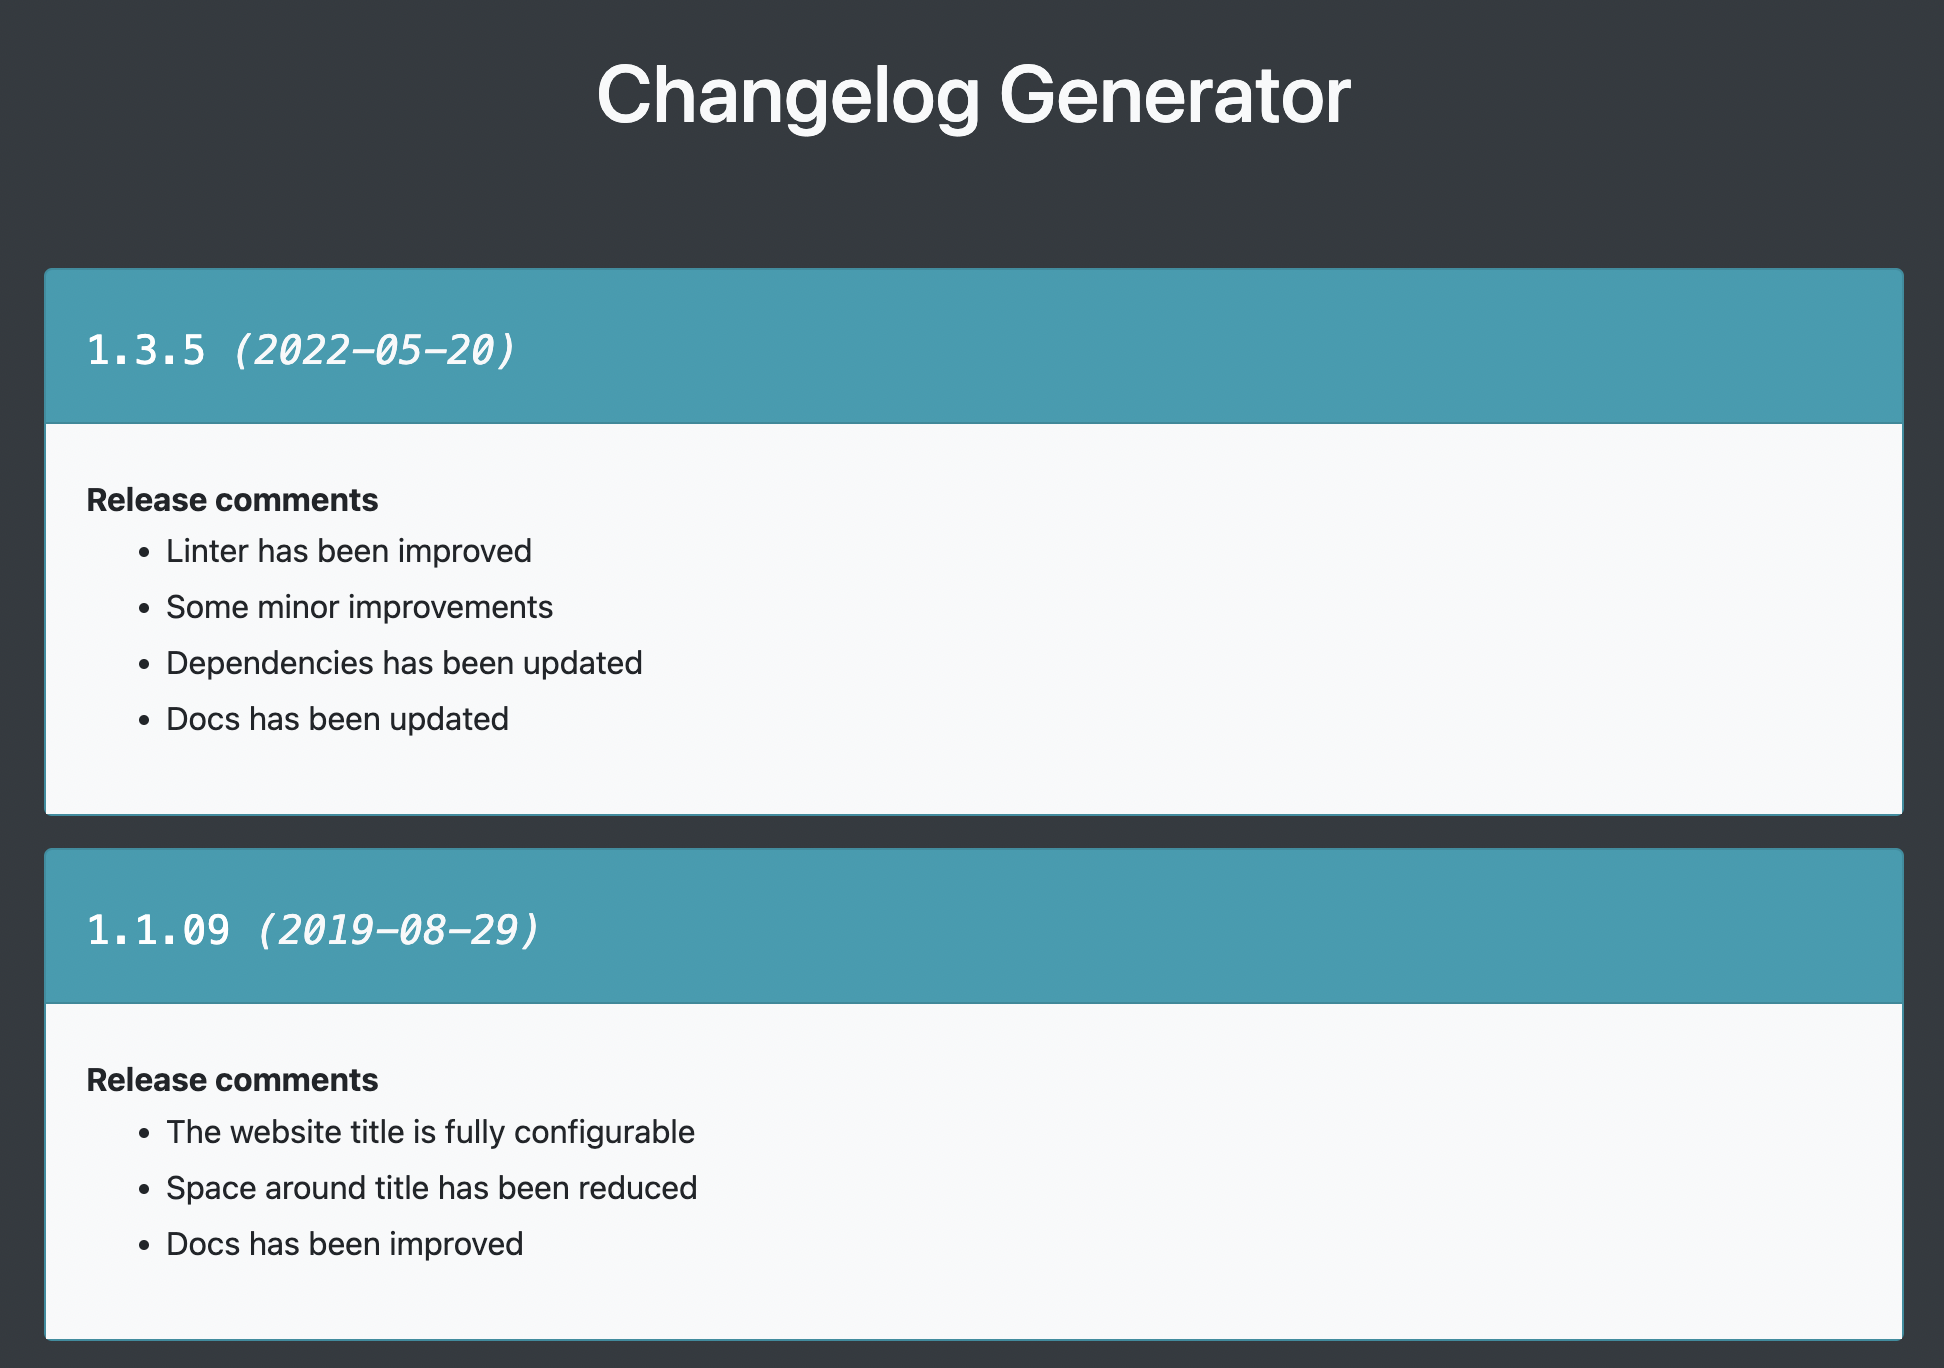 Changelog Generator
1.3.5 (2022-05-20)
Release comments
• Linter has been improved
• Some minor improvements
• Dependencies has been updated
• Docs has been updated
1.1.09 (2019-08-29)
Release comments
• The website title is fully configurable
• Space around title has been reduced
• Docs has been improved